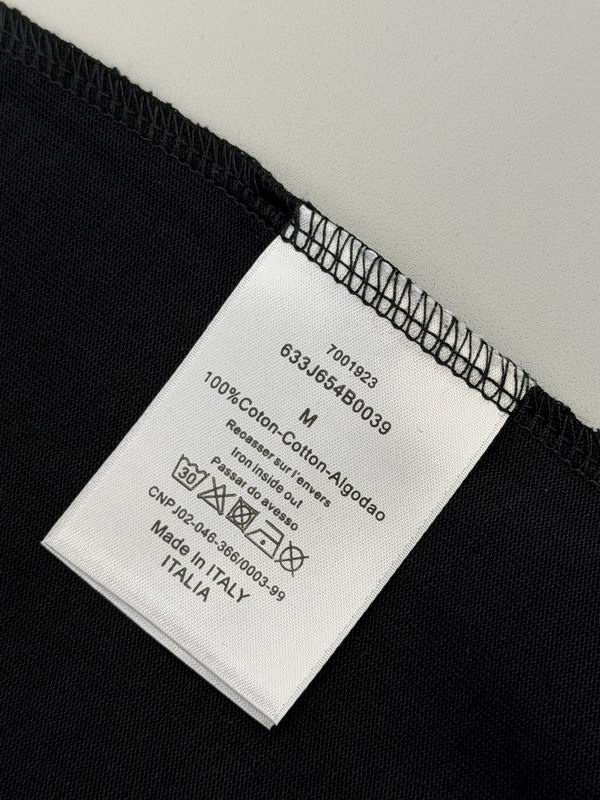 7001923
633J654B0039
M
100%Coton-Cotton-Algodao
Reoasser sur l'envers
Iron inside out
Passar do avesso
30
CNPJ02-046-366/0003-99
Made In ITALY
ITALIA